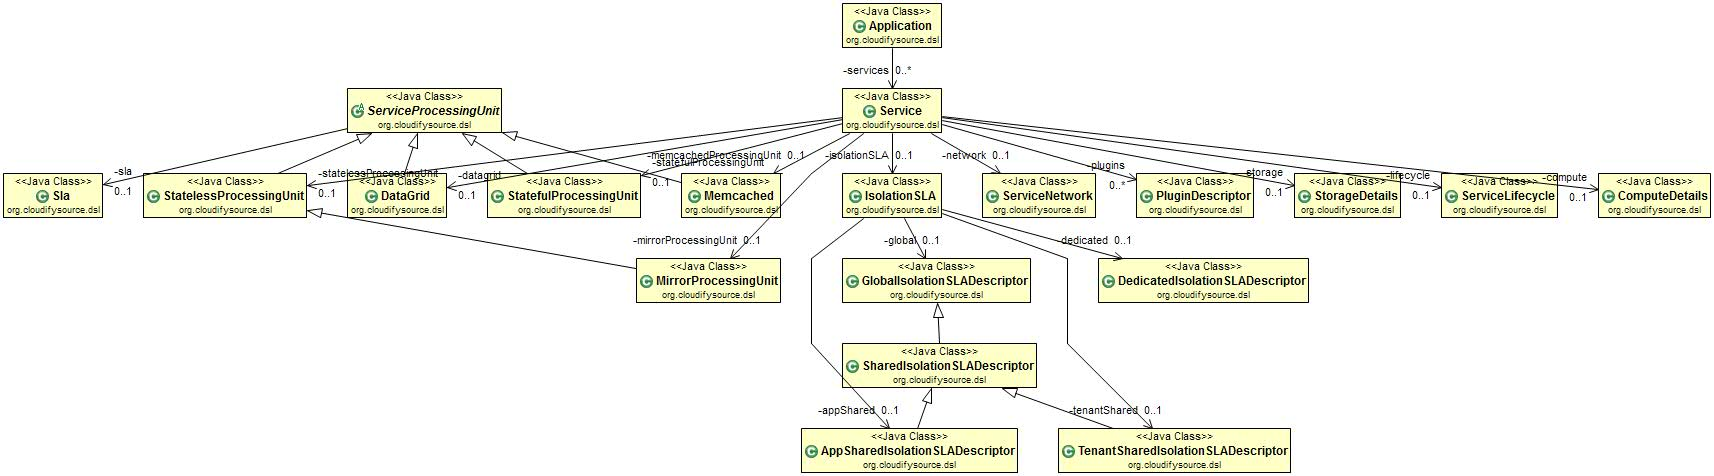 <<Java Class>>
Application
org.cloudifysource.dsl
-services 0..*
<<Java Class>>
ServiceProcessingUnit
org.cloudifysource.dsl
<<Java Class>>
Service
org.cloudifysource.dsl
-sla
0..1
-statelessProcessingUnit
0..1
-datagrid
0..1
-memcachedProcessingUnit 0..1
-statefulProcessingUnit
0..1
-isolationSLA 0..1
-network 0..1
-plugins
0..*
-storage
0..1
-lifecycle
0..1
-compute
0..1
<<Java Class>>
Sla
org.cloudifysource.dsl
<<Java Class>>
StatelessProcessingUnit
org.cloudifysource.dsl
<<Java Class>>
DataGrid
org.cloudifysource.dsl
<<Java Class>>
StatefulProcessingUnit
org.cloudifysource.dsl
<<Java Class>>
Memcached
org.cloudifysource.dsl
<<Java Class>>
IsolationSLA
org.cloudifysource.dsl
<<Java Class>>
ServiceNetwork
org.cloudifysource.dsl
<<Java Class>>
PluginDescriptor
org.cloudifysource.dsl
<<Java Class>>
StorageDetails
org.cloudifysource.dsl
<<Java Class>>
ServiceLifecycle
org.cloudifysource.dsl
<<Java Class>>
ComputeDetails
org.cloudifysource.dsl
-mirrorProcessingUnit 0..1
-global 0..1
-dedicated 0..1
<<Java Class>>
MirrorProcessingUnit
org.cloudifysource.dsl
<<Java Class>>
GlobalIsolationSLADescriptor
org.cloudifysource.dsl
<<Java Class>>
DedicatedIsolationSLADescriptor
org.cloudifysource.dsl
<<Java Class>>
SharedIsolationSLADescriptor
org.cloudifysource.dsl
-appShared 0..1
-tenantShared 0..1
<<Java Class>>
AppSharedIsolationSLADescriptor
org.cloudifysource.dsl
<<Java Class>>
TenantSharedIsolationSLADescriptor
org.cloudifysource.dsl